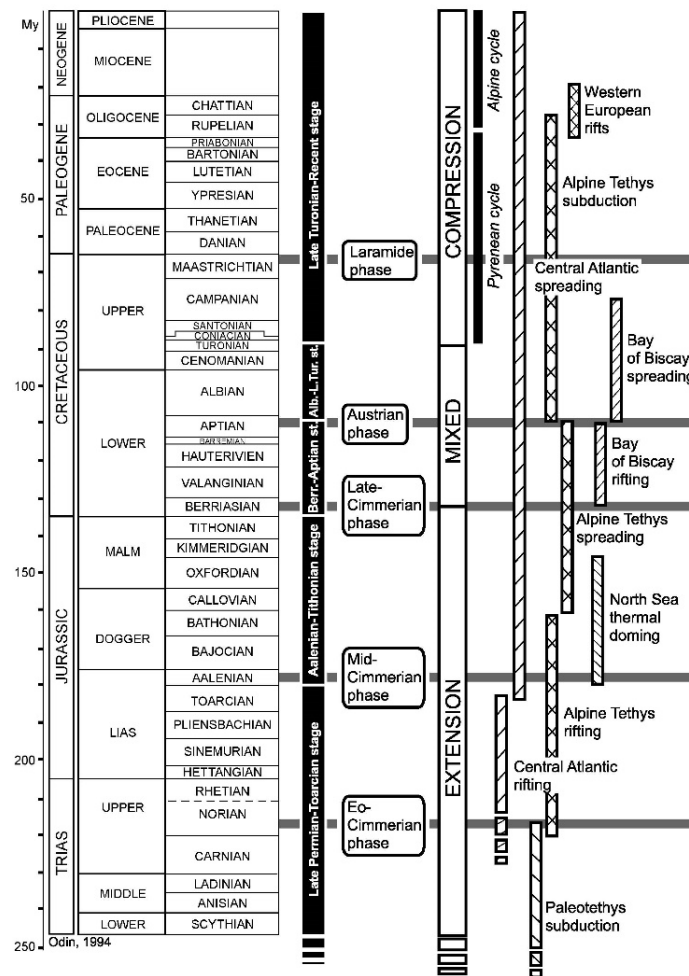 My
NEOGENE
PLIOCENE
MIOCENE
PALEOGENE
OLIGOCENE
CHATTIAN
RUPELIAN
EOCENE
PRIABONIAN
BARTONIAN
LUTETIAN
YPRESIAN
PALEOCENE
THANETIAN
DANIAN
CRETACEOUS
UPPER
MAASTRICHTIAN
CAMPANIAN
SANTONIAN
CONIACIAN
TURONIAN
CENOMANIAN
LOWER
ALBIAN
APTIAN
BARREMIAN
HAUTERIVIEN
VALANGINIAN
BERRIASIAN
JURASSIC
MALM
TITHONIAN
KIMMERIDGIAN
OXFORDIAN
DOGGER
CALLOVIAN
BATHONIAN
BAJOCIAN
AALENIAN
LIAS
TOARCIAN
PLIENSBACHIAN
SINEMURIAN
HETTANGIAN
TRIAS
UPPER
RHETIAN
NORIAN
CARNIAN
MIDDLE
LADINIAN
ANISIAN
LOWER
SCYTHIAN
50
100
150
200
250
Odin, 1994
Late Turonian-Recent stage
Alb.-L.Tur. st.
Berr.-Aptian st.
Aalenian-Tithonian stage
Late Permian-Toarcian stage
Laramide
phase
Austrian
phase
Late-
Cimmerian
phase
Mid-
Cimmerian
phase
Eo-
Cimmerian
phase
COMPRESSION
MIXED
EXTENSION
Alpine cycle
Pyrenean cycle
Western
European
rifts
Alpine Tethys
subduction
Central Atlantic
spreading
Bay
of Biscay
spreading
Bay
of Biscay
rifting
Alpine Tethys
spreading
North Sea
thermal
doming
Alpine Tethys
rifting
Central Atlantic
rifting
Paleotethys
subduction